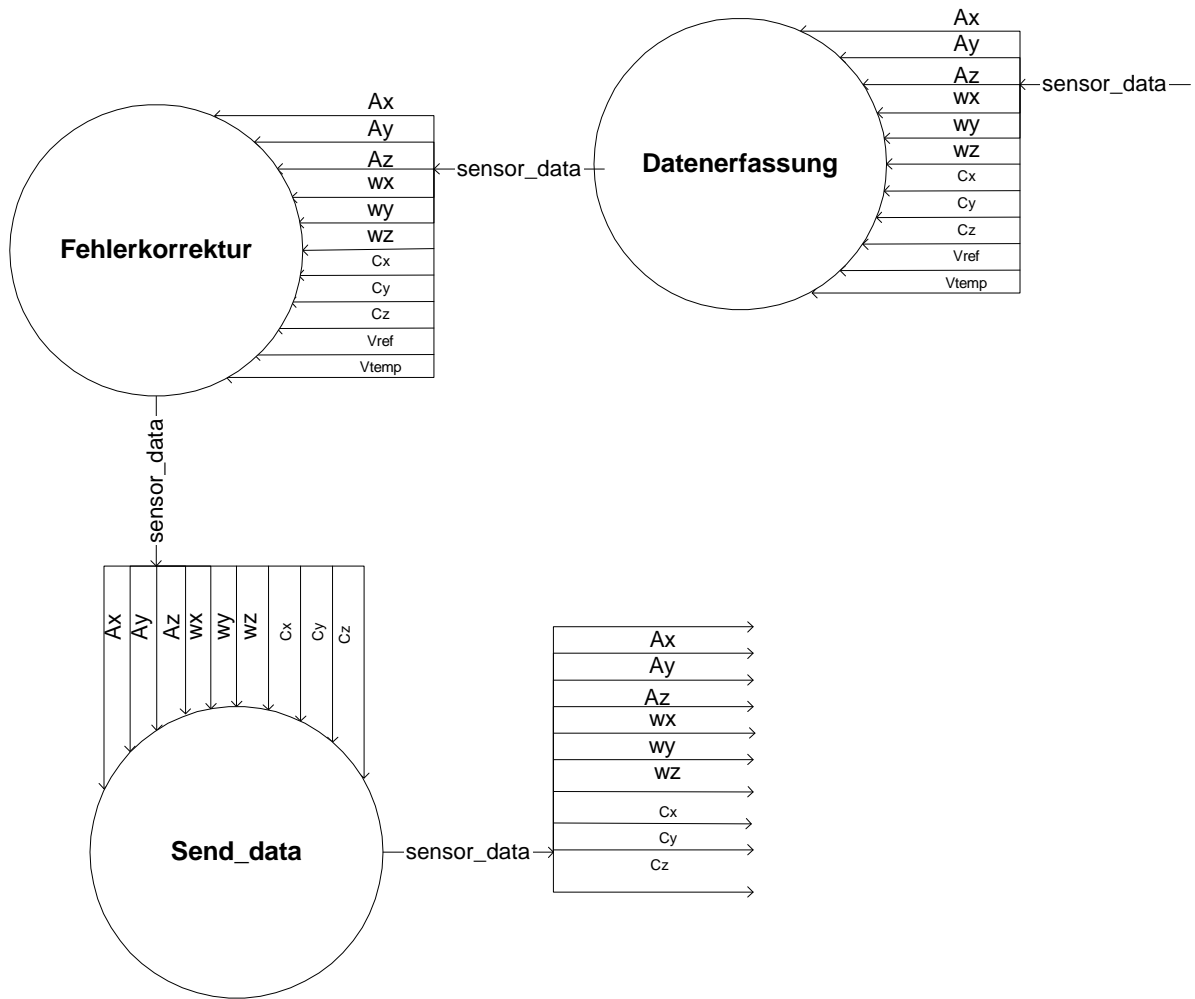 Ax
Ay
Az
wx
wy
wz
Cx
Cy
Cz
Vref
Vtemp
sensor_data
Datenerfassung
sensor_data
Ax
Ay
Az
wx
wy
wz
Cx
Cy
Cz
Vref
Vtemp
Fehlerkorrektur
sensor_data
Ax
Ay
Az
wx
wy
wz
Cx
Cy
Cz
Send_data
sensor_data
Ax
Ay
Az
wx
wy
wz
Cx
Cy
Cz